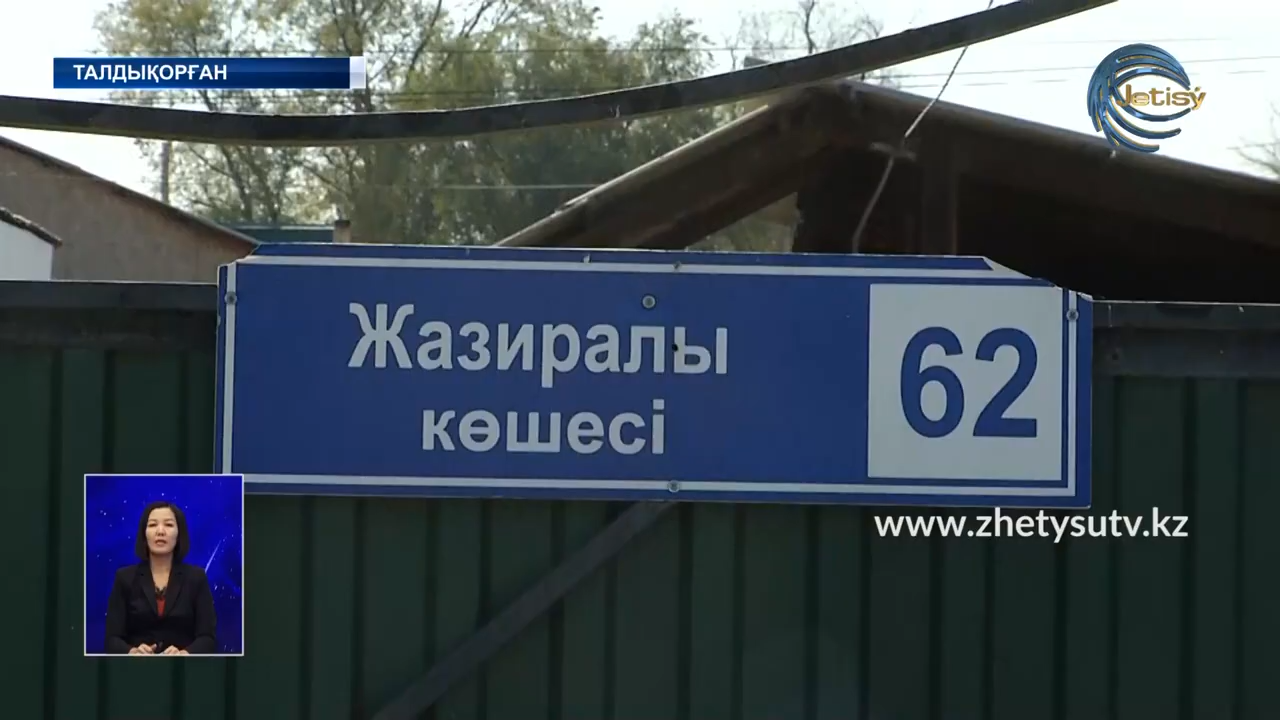 ТАЛДЫҚОРҒАН
Jetisý
Жазиралы
көшесі
62
www.zhetysutv.kz